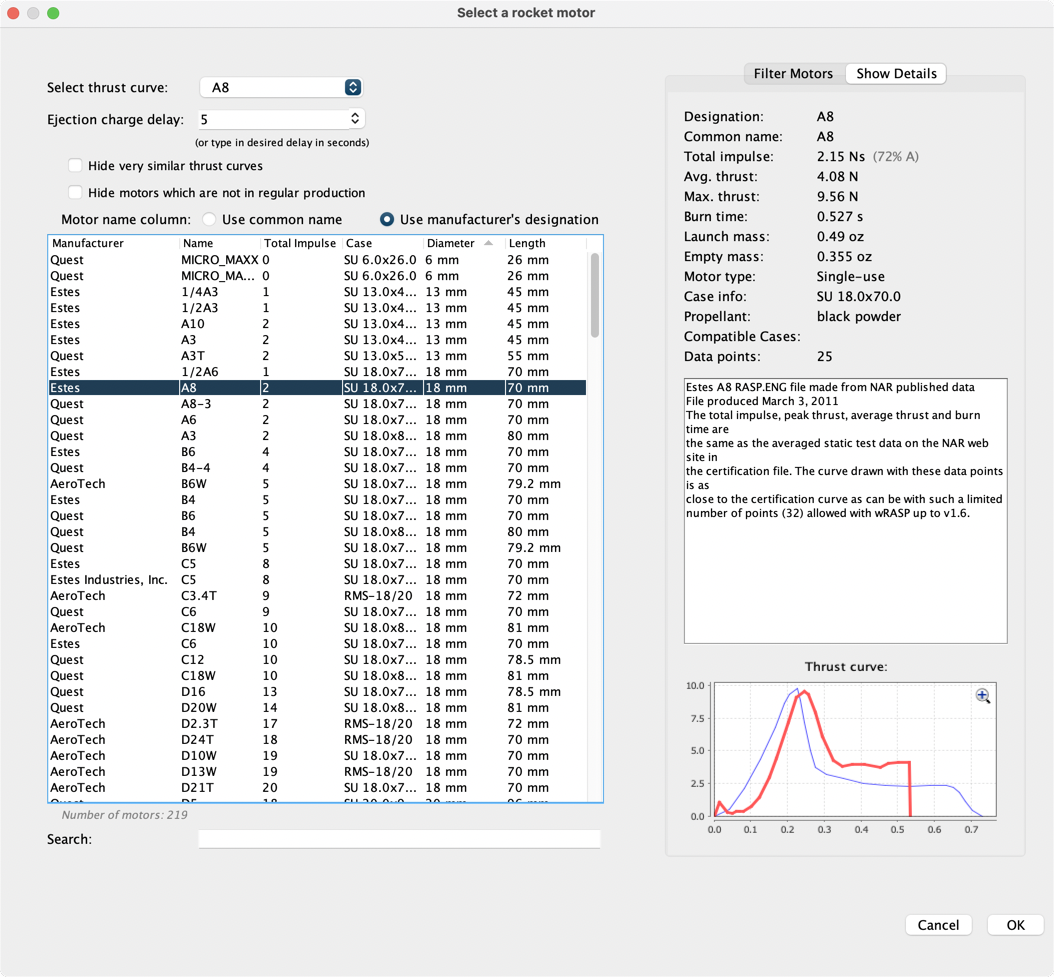 Select a rocket motor
Select thrust curve: A8
Ejection charge delay: 5
(or type in desired delay in seconds)
Hide very similar thrust curves
Hide motors which are not in regular production
Motor name column: Use common name Use manufacturer's designation
Manufacturer Name Total Impulse Case Diameter Length
Quest MICRO_MAXX 0 SU 6.0x26.0 6 mm 26 mm
Quest MICRO_MA... 0 SU 6.0x26.0 6 mm 26 mm
Estes 1/4A3 1 SU 13.0x4... 13 mm 45 mm
Estes 1/2A3 1 SU 13.0x4... 13 mm 45 mm
Estes A10 2 SU 13.0x4... 13 mm 45 mm
Estes A3 2 SU 13.0x4... 13 mm 45 mm
Quest A3T 2 SU 13.0x5... 13 mm 55 mm
Estes 1/2A6 1 SU 18.0x7... 18 mm 70 mm
Estes A8 2 SU 18.0x7... 18 mm 70 mm
Quest A8-3 2 SU 18.0x7... 18 mm 70 mm
Quest A6 2 SU 18.0x7... 18 mm 70 mm
Quest A3 2 SU 18.0x8... 18 mm 80 mm
Estes B6 4 SU 18.0x7... 18 mm 70 mm
Quest B4-4 4 SU 18.0x7... 18 mm 70 mm
AeroTech B6W 5 SU 18.0x7... 18 mm 79.2 mm
Estes B4 5 SU 18.0x7... 18 mm 70 mm
Quest B6 5 SU 18.0x7... 18 mm 70 mm
Quest B4 5 SU 18.0x8... 18 mm 80 mm
Quest B6W 5 SU 18.0x7... 18 mm 79.2 mm
Estes C5 8 SU 18.0x7... 18 mm 70 mm
Estes Industries, Inc. C5 8 SU 18.0x7... 18 mm 70 mm
AeroTech C3.4T 9 RMS-18/20 18 mm 72 mm
Quest C6 9 SU 18.0x7... 18 mm 70 mm
AeroTech C18W 10 SU 18.0x8... 18 mm 81 mm
Estes C6 10 SU 18.0x7... 18 mm 70 mm
Quest C12 10 SU 18.0x7... 18 mm 78.5 mm
Quest C18W 10 SU 18.0x8... 18 mm 81 mm
Quest D16 13 SU 18.0x7... 18 mm 78.5 mm
Quest D20W 14 SU 18.0x8... 18 mm 81 mm
AeroTech D2.3T 17 RMS-18/20 18 mm 72 mm
AeroTech D24T 18 RMS-18/20 18 mm 70 mm
AeroTech D10W 19 SU 18.0x7... 18 mm 70 mm
AeroTech D13W 19 RMS-18/20 18 mm 70 mm
AeroTech D21T 20 SU 18.0x7... 18 mm 70 mm
Number of motors: 219
Search:
Filter Motors Show Details
Designation: A8
Common name: A8
Total impulse: 2.15 Ns (72% A)
Avg. thrust: 4.08 N
Max. thrust: 9.56 N
Burn time: 0.527 s
Launch mass: 0.49 oz
Empty mass: 0.355 oz
Motor type: Single-use
Case info: SU 18.0x70.0
Propellant: black powder
Compatible Cases:
Data points: 25
Estes A8 RASP.ENG file made from NAR published data
File produced March 3, 2011
The total impulse, peak thrust, average thrust and burn
time are
the same as the averaged static test data on the NAR web
site in
the certification file. The curve drawn with these data points
is as
close to the certification curve as can be with such a limited
number of points (32) allowed with wRASP up to v1.6.
Thrust curve:
10.0
7.5
5.0
2.5
0.0
0.0 0.1 0.2 0.3 0.4 0.5 0.6 0.7
Cancel OK